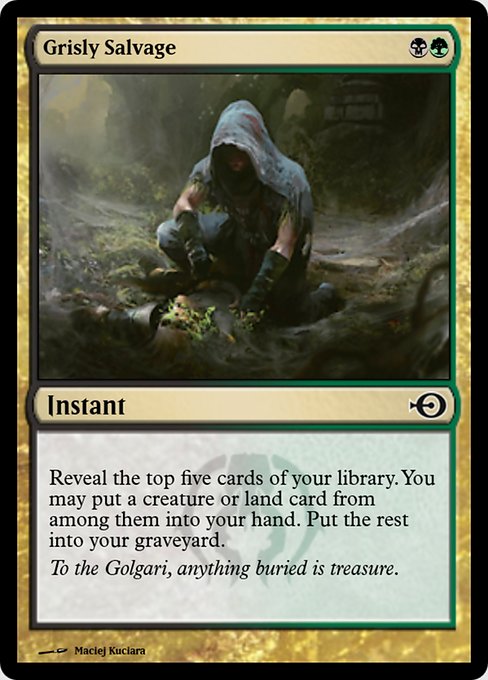 Grisly Salvage
Instant
Reveal the top five cards of your library. You
may put a creature or land card from
among them into your hand. Put the rest
into your graveyard.
To the Golgari, anything buried is treasure.
Maciej Kuciara